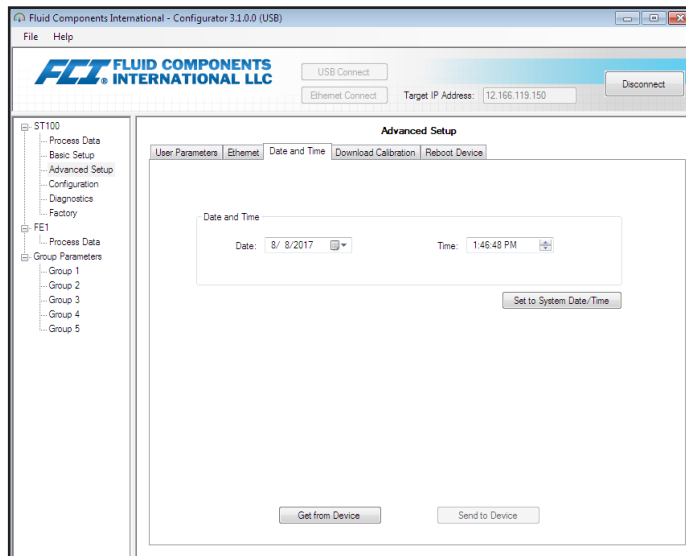 Fluid Components International - Configurator 3.1.0.0 (USB)
File Help
FCI® FLUID COMPONENTS
INTERNATIONAL LLC
USB Connect
Ethernet Connect
Target IP Address: 12.166.119.150
Disconnect
ST100
Process Data
Basic Setup
Advanced Setup
Configuration
Diagnostics
Factory
FE1
Process Data
Group Parameters
Group 1
Group 2
Group 3
Group 4
Group 5
Advanced Setup
User Parameters Ethernet Date and Time Download Calibration Reboot Device
Date and Time
Date: 8/ 8/2017 Time: 1:46:48 PM
Set to System Date/Time
Get from Device Send to Device